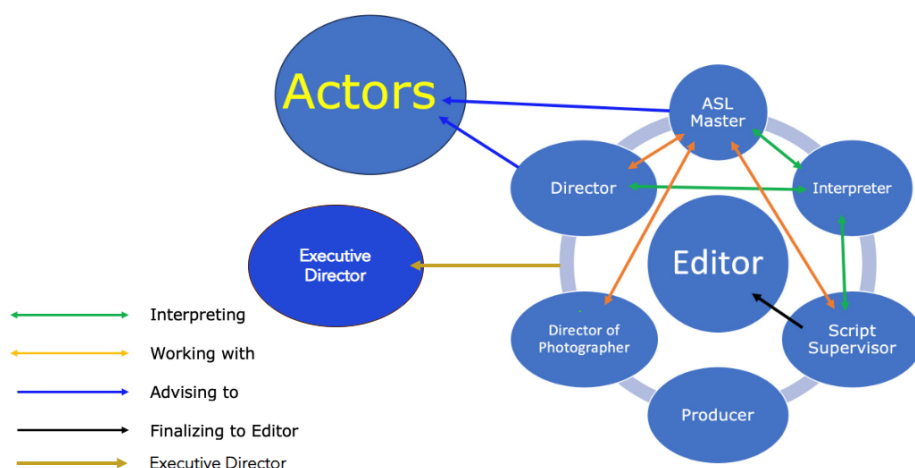 Actors
ASL
Master
Director
Interpreter
Executive
Director
Editor
Director of
Photographer
Script
Supervisor
Producer
Interpreting
Working with
Advising to
Finalizing to Editor
Executive Director